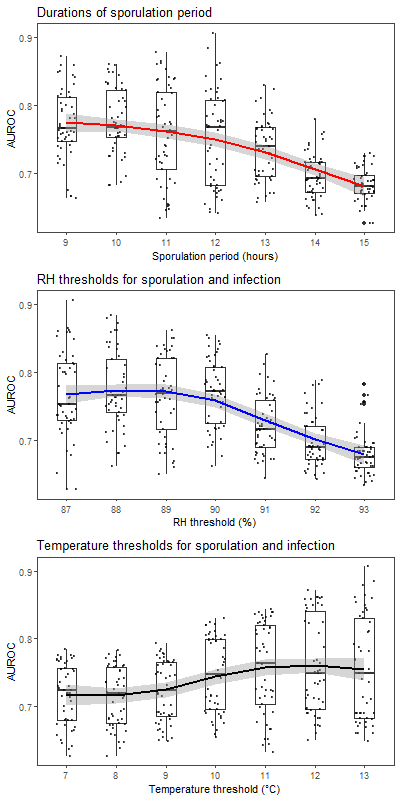 Durations of sporulation period
0.9
0.8
0.7
AUROC
9 10 11 12 13 14 15
Sporulation period (hours)
RH thresholds for sporulation and infection
0.9
0.8
0.7
AUROC
87 88 89 90 91 92 93
RH threshold (%)
Temperature thresholds for sporulation and infection
0.9
0.8
0.7
AUROC
7 8 9 10 11 12 13
Temperature threshold (°C)